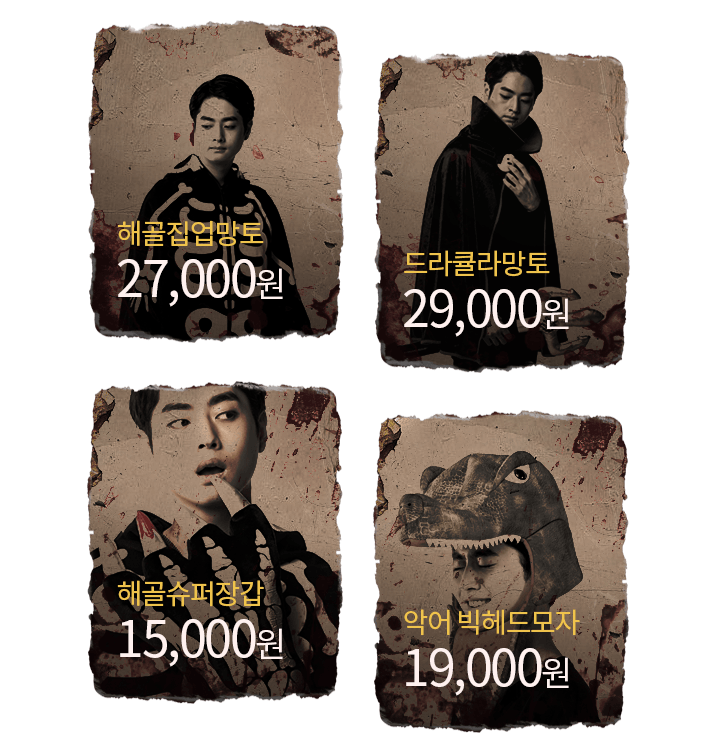 해골집업망토
27,000원
드라큘라망토
29,000원
해골슈퍼장갑
15,000원
악어 빅헤드모자
19,000원